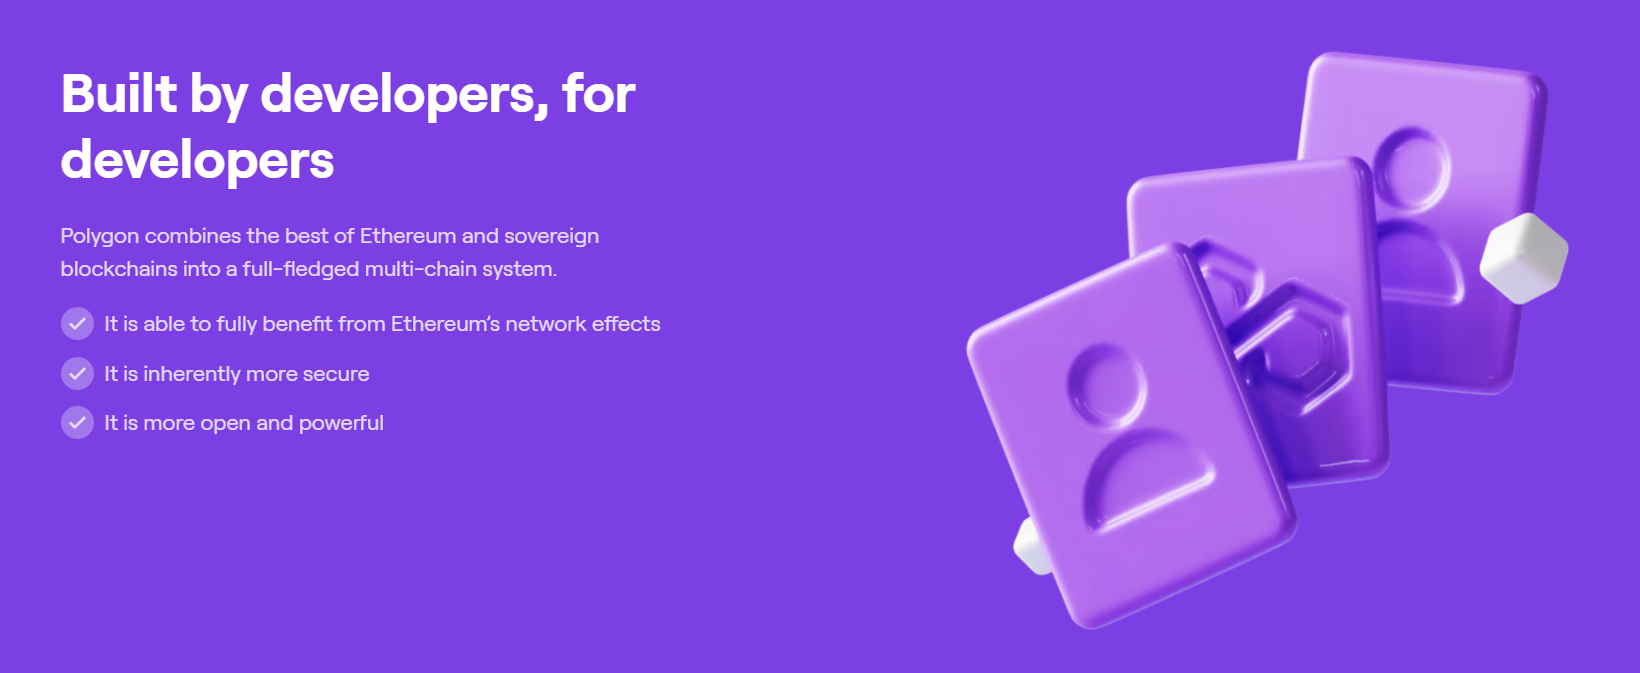 Built by developers, for
developers
Polygon combines the best of Ethereum and sovereign
blockchains into a full-fledged multi-chain system.
It is able to fully benefit from Ethereum’s network effects
It is inherently more secure
It is more open and powerful